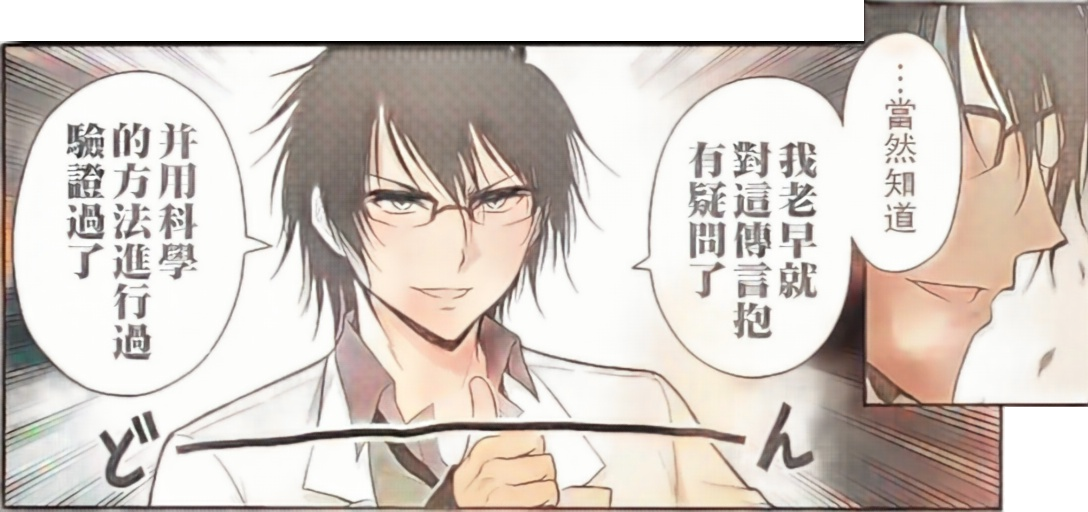 …當然知道
我老早就
對這傳言抱
有疑問了
并用科學
的方法進行過
驗證過了
どーん